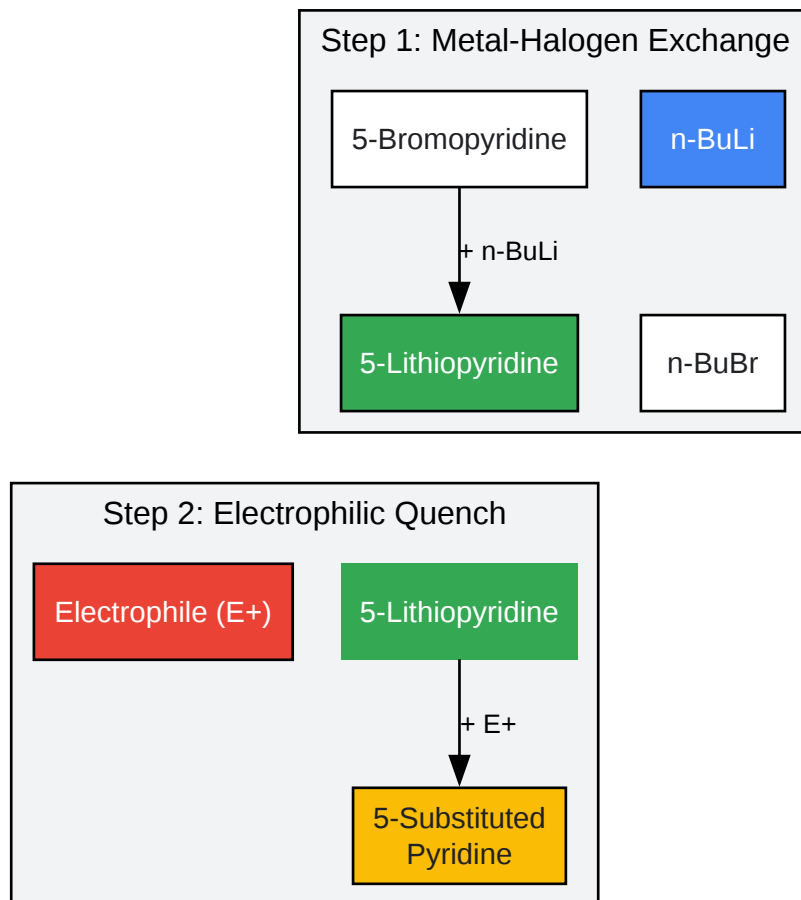 Step 1: Metal-Halogen Exchange
5-Bromopyridine
n-BuLi
+ n-BuLi
5-Lithiopyridine
n-BuBr
Step 2: Electrophilic Quench
Electrophile (E+)
5-Lithiopyridine
+ E+
5-Substituted
Pyridine